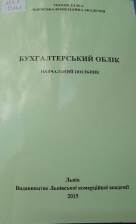 БУХГАЛТЕРСЬКИЙ ОБЛІК
НАВЧАЛЬНИЙ ПОСІБНИК
Львів
Видавництво Львівської комерційної академії
2015